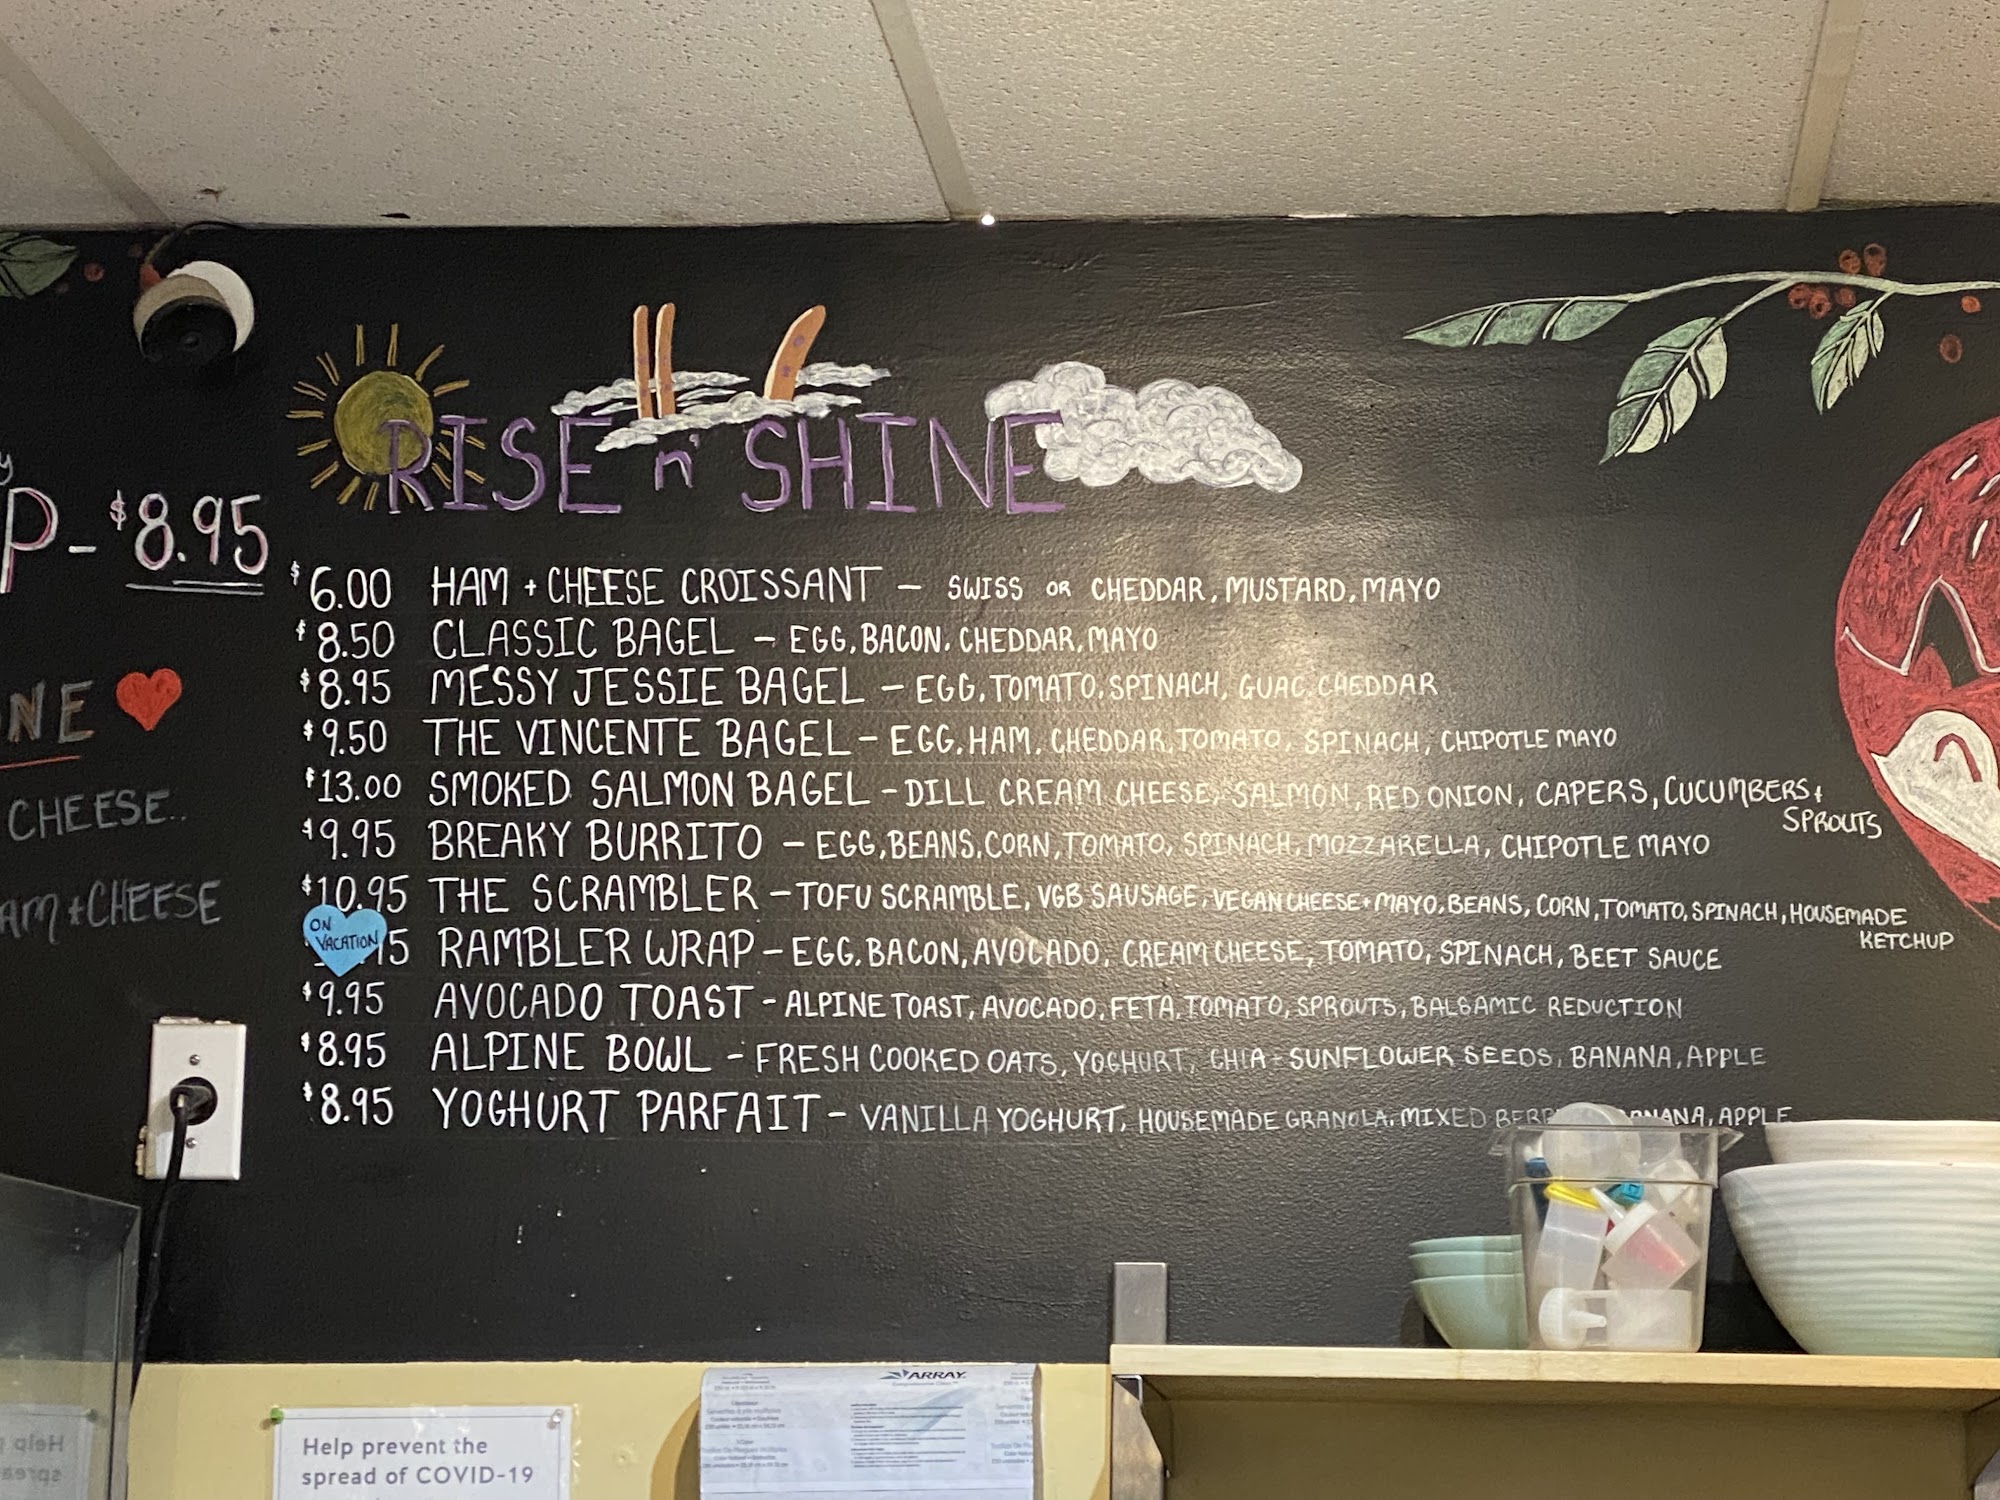 P - $8.95
NE
CHEESE..
AM + CHEESE
RISE n' SHINE
$6.00 HAM + CHEESE CROISSANT - SWISS OR CHEDDAR, MUSTARD, MAYO
$8.50 CLASSIC BAGEL - EGG, BACON, CHEDDAR, MAYO
$8.95 MESSY JESSIE BAGEL - EGG, TOMATO, SPINACH, GUAC, CHEDDAR
$9.50 THE VINCENTE BAGEL - EGG, HAM, CHEDDAR, TOMATO, SPINACH, CHIPOTLE MAYO
$13.00 SMOKED SALMON BAGEL - DILL CREAM CHEESE, SALMON, RED ONION, CAPERS, CUCUMBERS +
SPROUTS
$9.95 BREAKY BURRITO - EGG, BEANS, CORN, TOMATO, SPINACH, MOZZARELLA, CHIPOTLE MAYO
$10.95 THE SCRAMBLER - TOFU SCRAMBLE, VGB SAUSAGE, VEGAN CHEESE + MAYO, BEANS, CORN, TOMATO, SPINACH, HOUSEMADE
KETCHUP
ON
VACATION
RAMBLER WRAP - EGG, BACON, AVOCADO, CREAM CHEESE, TOMATO, SPINACH, BEET SAUCE
$9.95 AVOCADO TOAST - ALPINE TOAST, AVOCADO, FETA, TOMATO, SPROUTS, BALSAMIC REDUCTION
$8.95 ALPINE BOWL - FRESH COOKED OATS, YOGHURT, CHIA + SUNFLOWER SEEDS, BANANA, APPLE
$8.95 YOGHURT PARFAIT - VANILLA YOGHURT, HOUSEMADE GRANOLA, MIXED BERR ANANA, APPLE
ARRAY
Help prevent the
spread of COVID-19